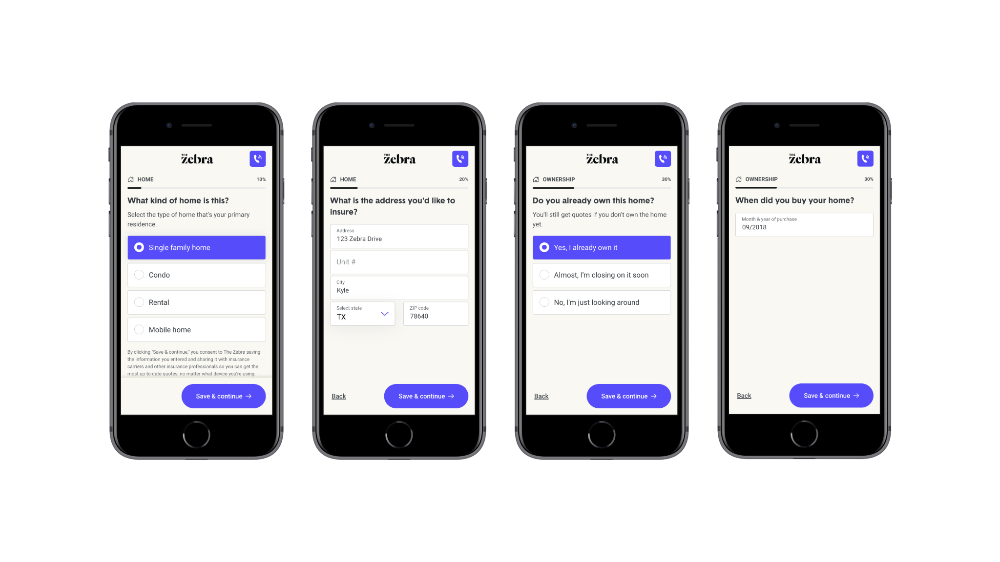 THE
zebra
HOME 10%
What kind of home is this?
Select the type of home that's your primary
residence.
Single family home
Condo
Rental
Mobile home
By clicking "Save & continue," you consent to The Zebra saving
the information you entered and sharing it with insurance
carriers and other insurance professionals so you can get the
most up-to-date quotes, no matter what device you're using.
Save & continue →
THE
zebra
HOME 20%
What is the address you'd like to
insure?
Address
123 Zebra Drive
Unit #
City
Kyle
Select state
TX
ZIP code
78640
Back
Save & continue →
THE
zebra
OWNERSHIP 30%
Do you already own this home?
You'll still get quotes if you don't own the home
yet.
Yes, I already own it
Almost, I'm closing on it soon
No, I'm just looking around
Back
Save & continue →
THE
zebra
OWNERSHIP 30%
When did you buy your home?
Month & year of purchase
09/2018
Back
Save & continue →